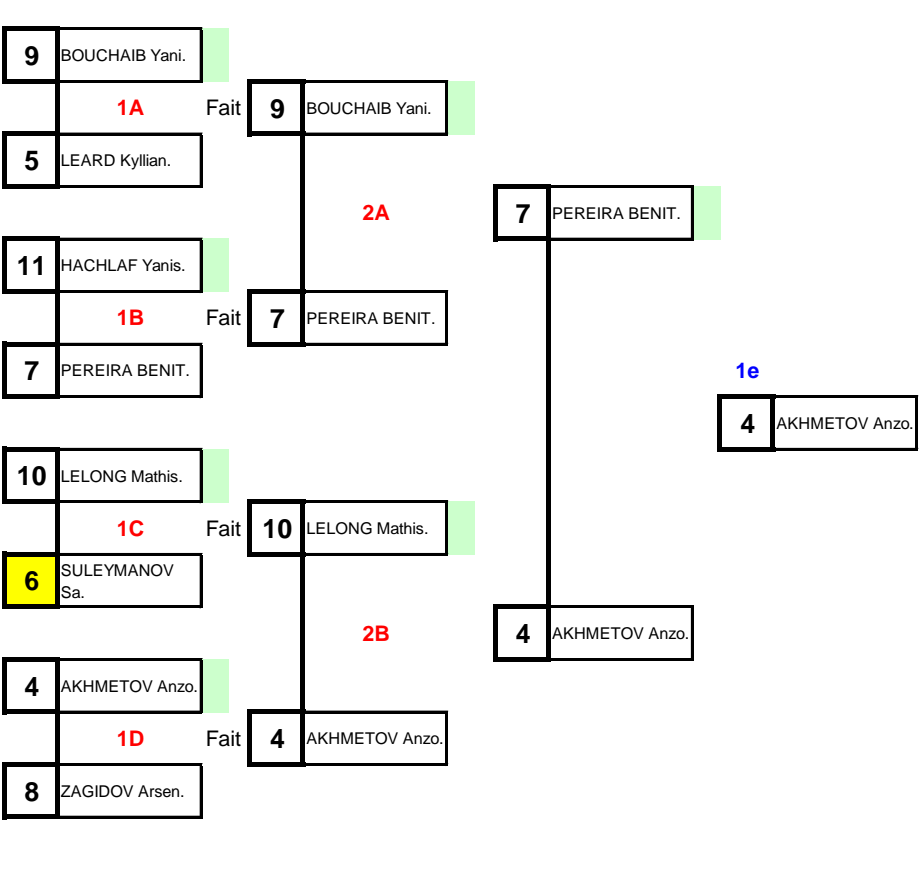 9 BOUCHAIB Yani.
1A Fait 9 BOUCHAIB Yani.
5 LEARD Kyllian.
2A 7 PEREIRA BENIT.
11 HACHLAF Yanis.
1B Fait 7 PEREIRA BENIT.
7 PEREIRA BENIT.
1e
4 AKHMETOV Anzo.
10 LELONG Mathis.
1C Fait 10 LELONG Mathis.
6 SULEYMANOV
Sa.
2B 4 AKHMETOV Anzo.
4 AKHMETOV Anzo.
1D Fait 4 AKHMETOV Anzo.
8 ZAGIDOV Arsen.